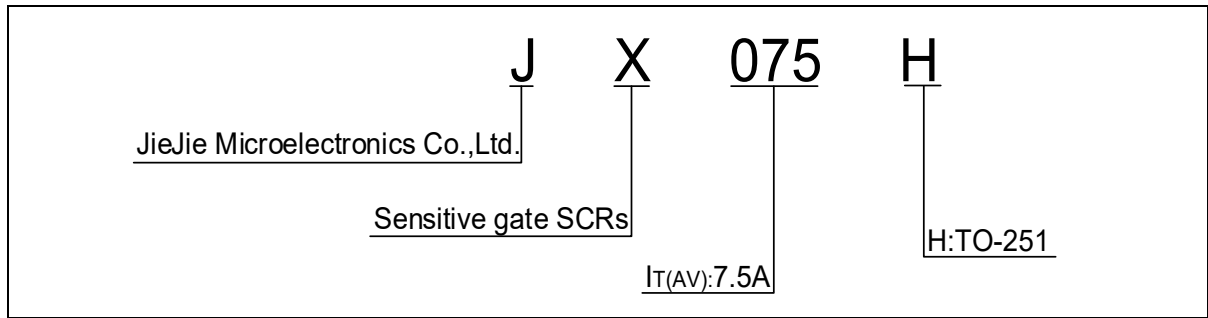 J X 075 H
JieJie Microelectronics Co.,Ltd.
Sensitive gate SCRs
H:TO-251
IT(AV):7.5A